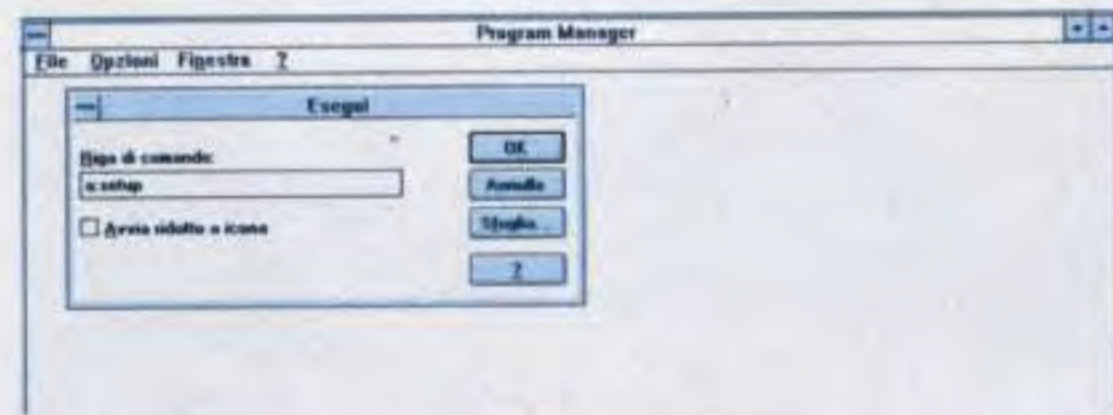 Program Manager
File Opzioni Finestra ?
Esegui
Riga di comando:
a:setup
Avvia ridotto a icona
OK
Annulla
Sfoglia...
?